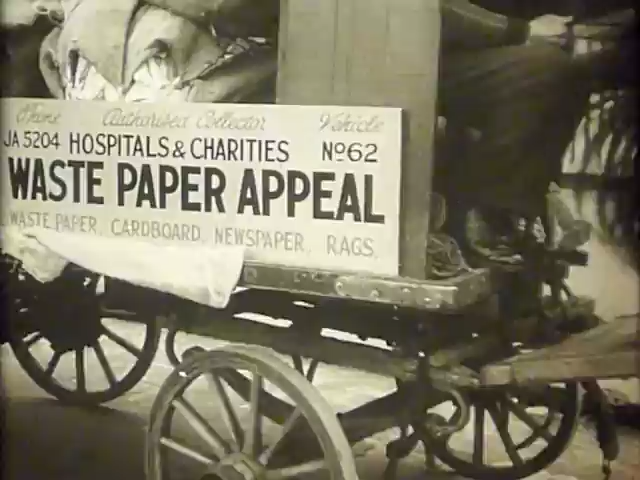 Phone Authorised Collector Vehicle
JA 5204 HOSPITALS & CHARITIES Nº62
WASTE PAPER APPEAL
WASTE PAPER. CARDBOARD. NEWSPAPER. RAGS.